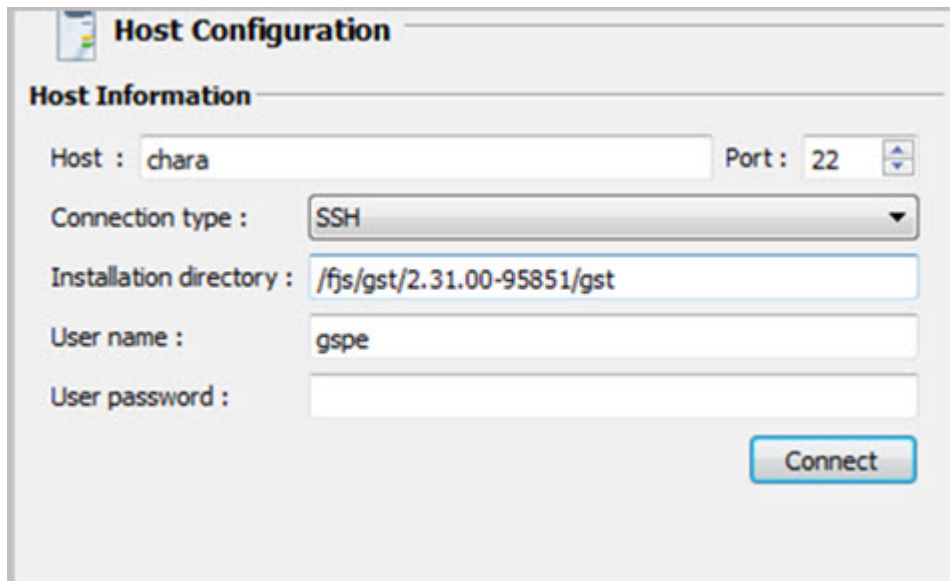 Host Configuration
Host Information
Host : chara Port : 22
Connection type : SSH
Installation directory : /fjs/gst/2.31.00-95851/gst
User name : gspe
User password :
Connect